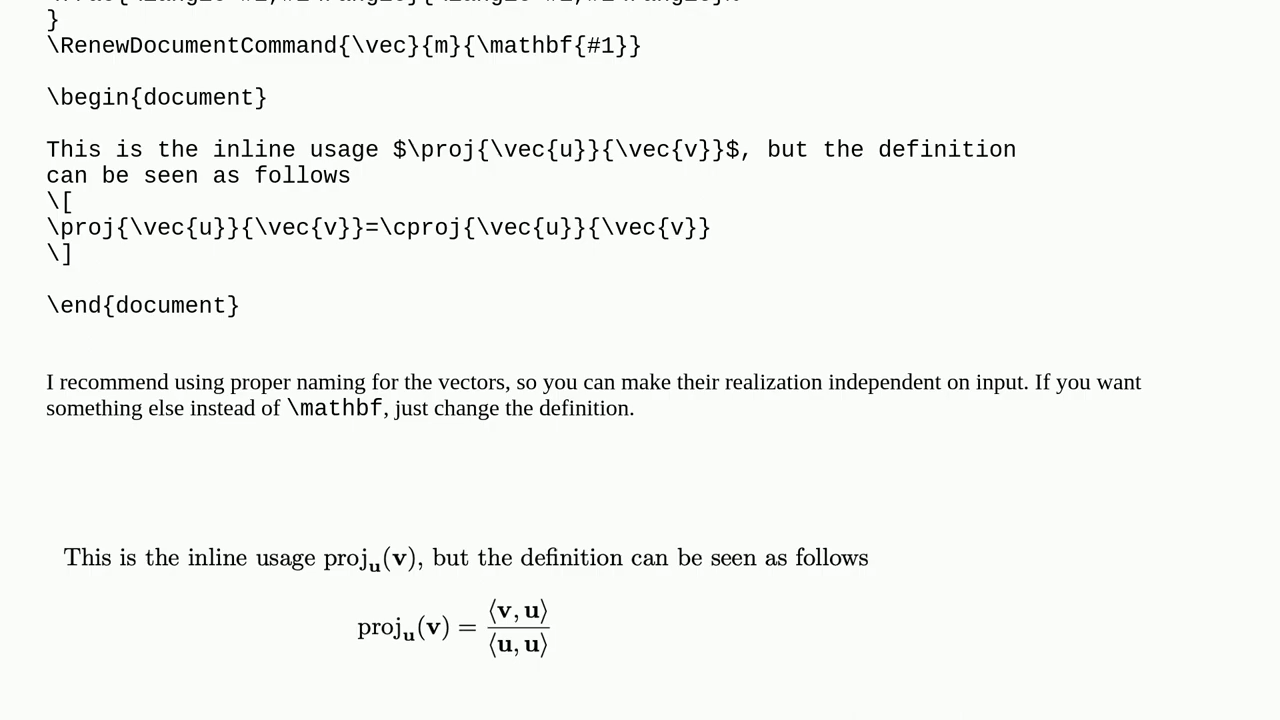 }
\RenewDocumentCommand{\vec}{m}{\mathbf{#1}}
\begin{document}
This is the inline usage $\proj{\vec{u}}{\vec{v}}$, but the definition
can be seen as follows
\[
\proj{\vec{u}}{\vec{v}}=\cproj{\vec{u}}{\vec{v}}
\]
\end{document}
I recommend using proper naming for the vectors, so you can make their realization independent on input. If you want
something else instead of \mathbf, just change the definition.
This is the inline usage proj_u(v), but the definition can be seen as follows
proj_u(v) = ⟨v, u⟩ / ⟨u, u⟩